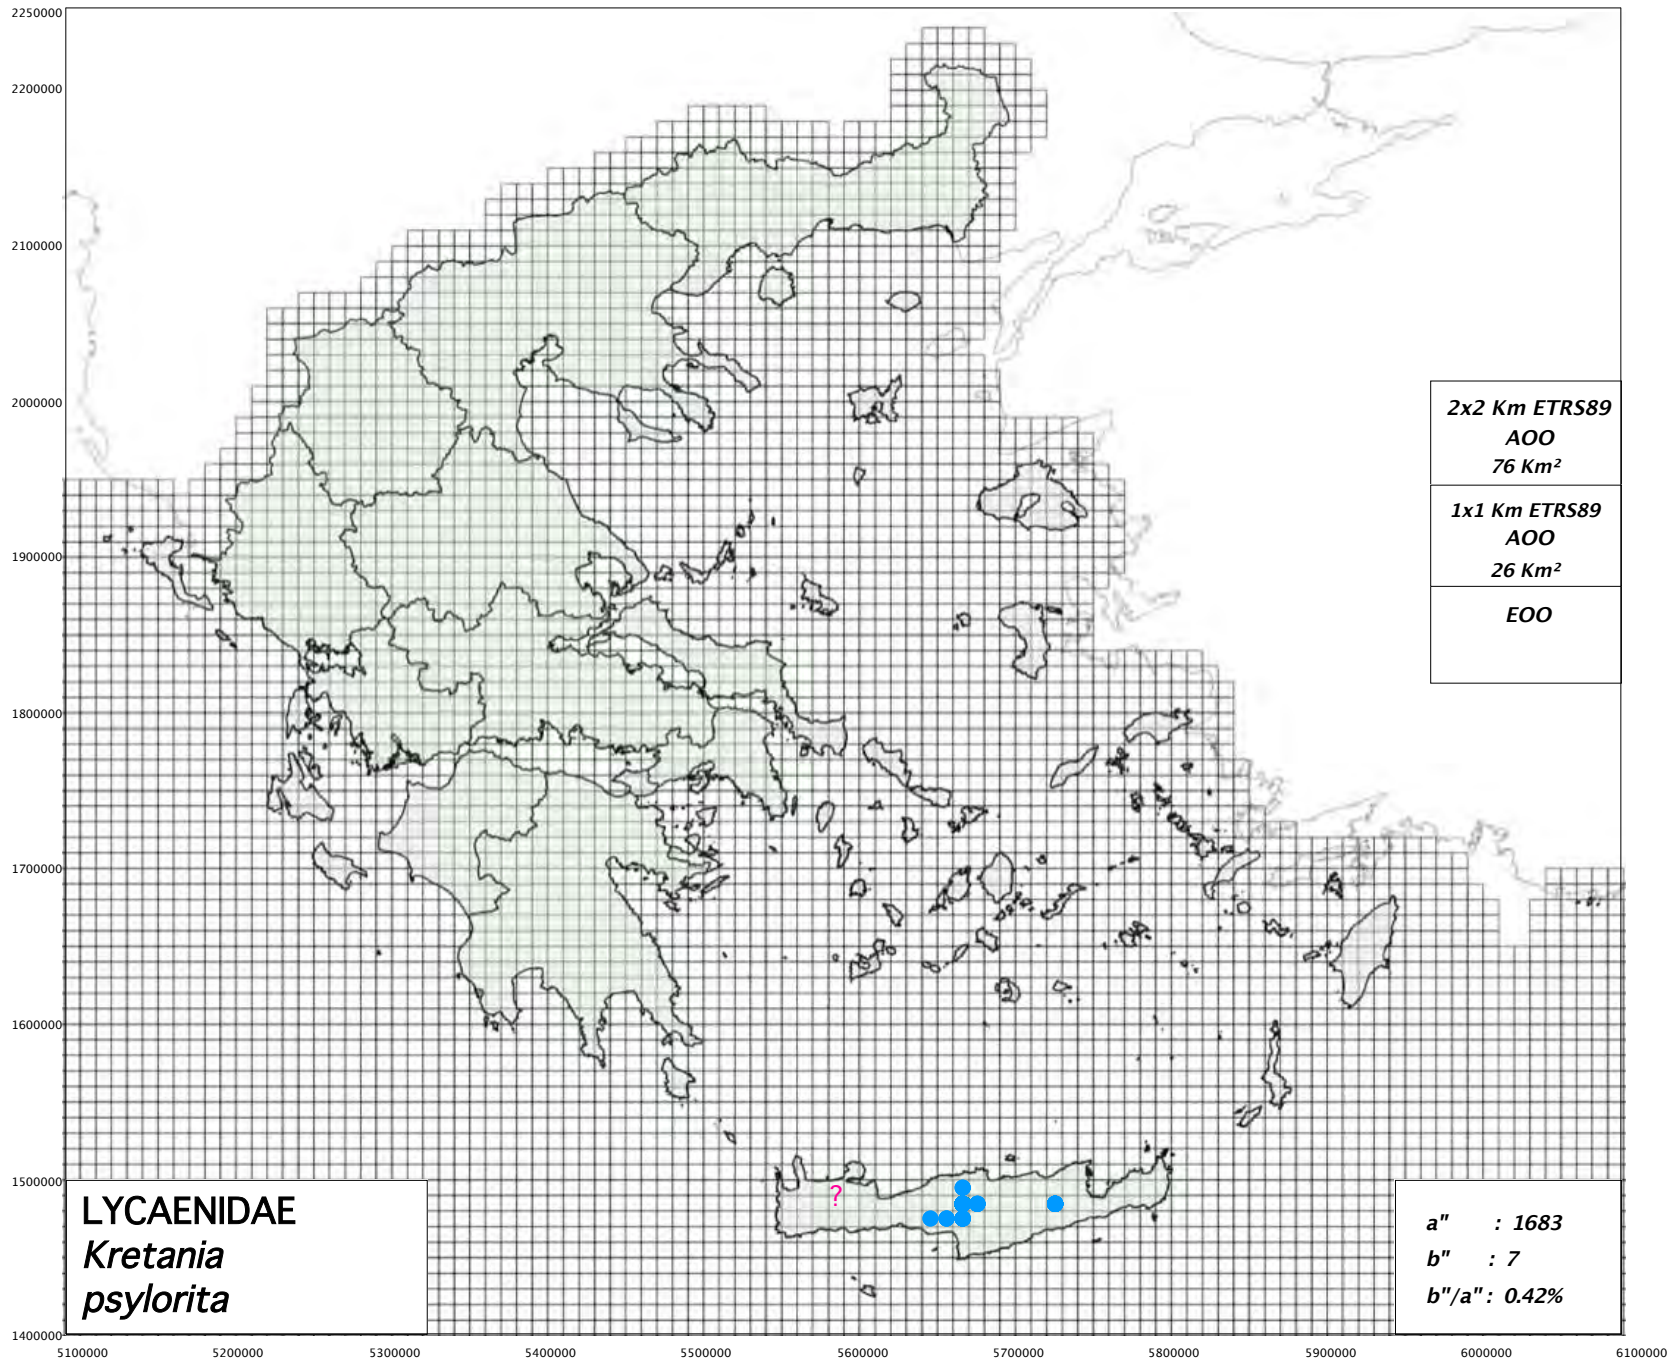 2250000
2200000
2100000
2000000
1900000
1800000
1700000
1600000
1500000
1400000
2x2 Km ETRS89
AOO
76 Km²
1x1 Km ETRS89
AOO
26 Km²
EOO
?
LYCAENIDAE
Kretania
psylorita
a" : 1683
b" : 7
b"/a" : 0.42%
5100000 5200000 5300000 5400000 5500000 5600000 5700000 5800000 5900000 6000000 6100000